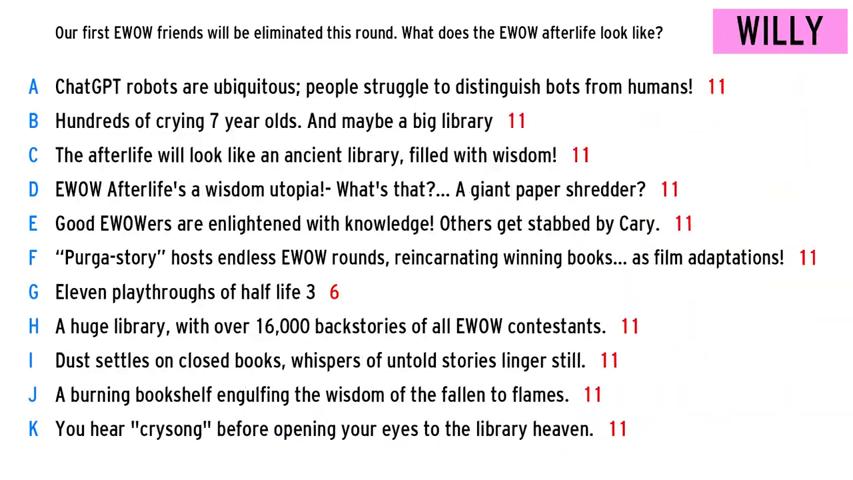 Our first EWOW friends will be eliminated this round. What does the EWOW afterlife look like?
WILLY
A ChatGPT robots are ubiquitous; people struggle to distinguish bots from humans! 11
B Hundreds of crying 7 year olds. And maybe a big library 11
C The afterlife will look like an ancient library, filled with wisdom! 11
D EWOW Afterlife's a wisdom utopia!- What's that?... A giant paper shredder? 11
E Good EWOWers are enlightened with knowledge! Others get stabbed by Cary. 11
F “Purga-story” hosts endless EWOW rounds, reincarnating winning books... as film adaptations! 11
G Eleven playthroughs of half life 3 6
H A huge library, with over 16,000 backstories of all EWOW contestants. 11
I Dust settles on closed books, whispers of untold stories linger still. 11
J A burning bookshelf engulfing the wisdom of the fallen to flames. 11
K You hear "crysong" before opening your eyes to the library heaven. 11